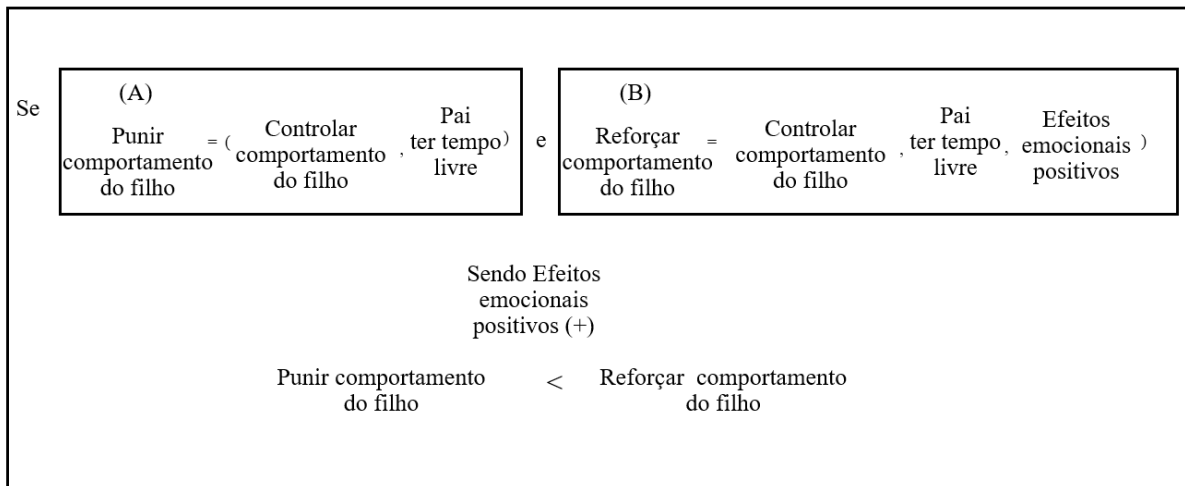 Se
(A)
Punir
comportamento
do filho
= (
Controlar
comportamento
do filho
,
Pai
ter tempo
livre
)
e
(B)
Reforçar
comportamento
do filho
=
Controlar
comportamento
do filho
,
Pai
ter tempo
livre
,
Efeitos
emocionais
positivos
)
Sendo Efeitos
emocionais
positivos (+)
Punir comportamento
do filho
<
Reforçar comportamento
do filho